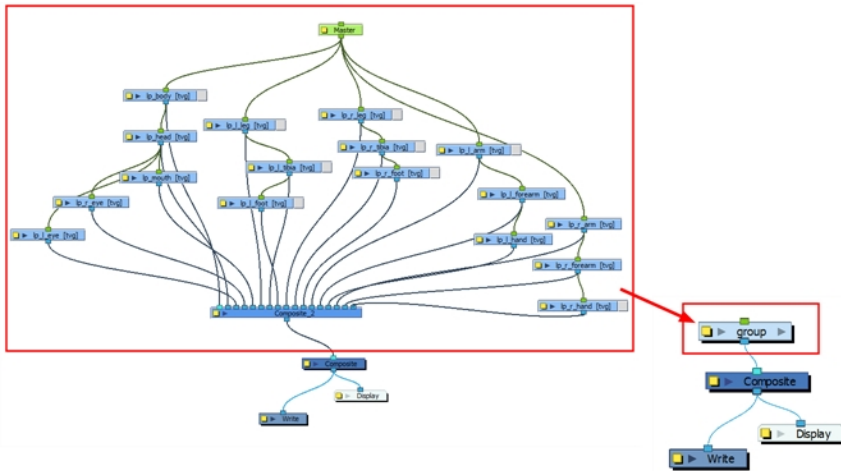 Master
lp_body [tvg]
lp_r_leg [tvg]
lp_l_leg [tvg]
lp_head [tvg]
lp_r_tibia [tvg]
lp_l_arm [tvg]
lp_l_tibia [tvg]
lp_r_foot [tvg]
lp_mouth [tvg]
lp_l_forearm [tvg]
lp_r_eye [tvg]
lp_l_foot [tvg]
lp_r_arm [tvg]
lp_l_eye [tvg]
lp_l_hand [tvg]
lp_r_forearm [tvg]
lp_r_hand [tvg]
Composite_2
Composite
Display
Write
group
Composite
Display
Write